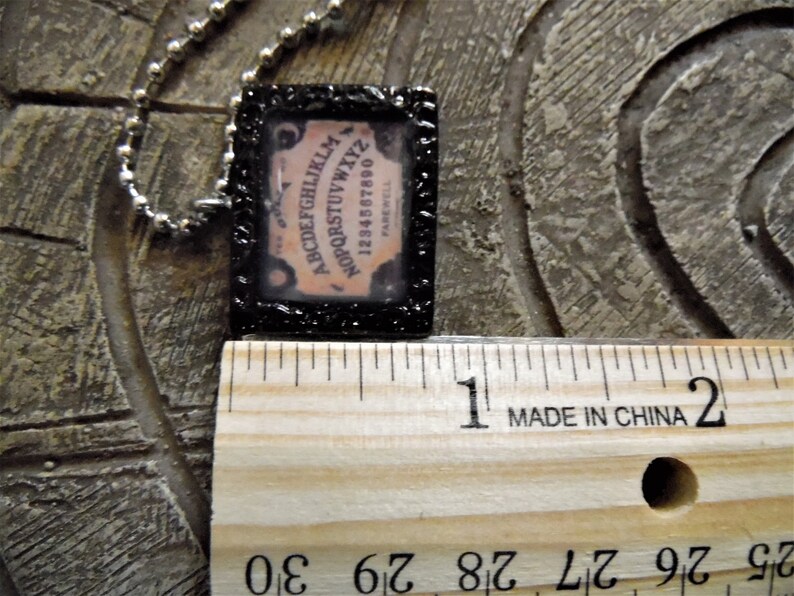 ABCDEFGHIJKLM
NOPQRSTUVWXYZ
1234567890
FAREWELL
1 MADE IN CHINA 2
30 29 28 27 26 25